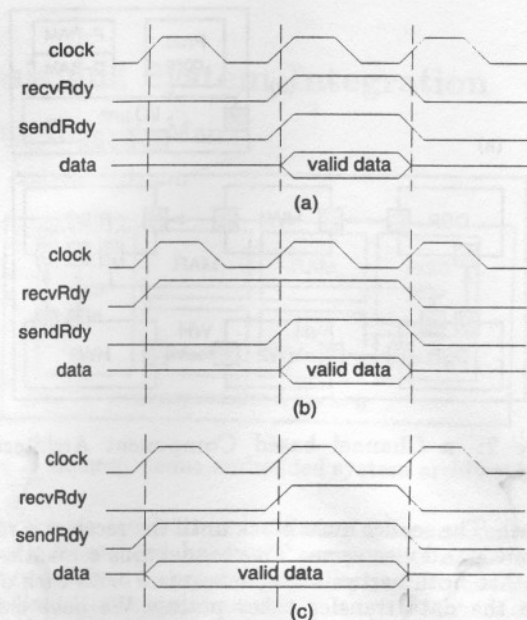 clock
recvRdy
sendRdy
data
valid data
(a)
clock
recvRdy
sendRdy
data
valid data
(b)
clock
recvRdy
sendRdy
data
valid data
(c)